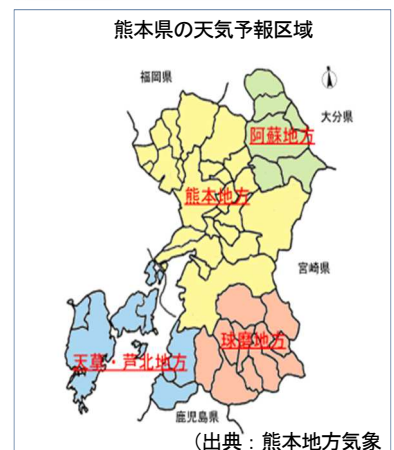 熊本県の天気予報区域
福岡県
大分県
阿蘇地方
熊本地方
宮崎県
球磨地方
天草・芦北地方
鹿児島県
（出典：熊本地方気象